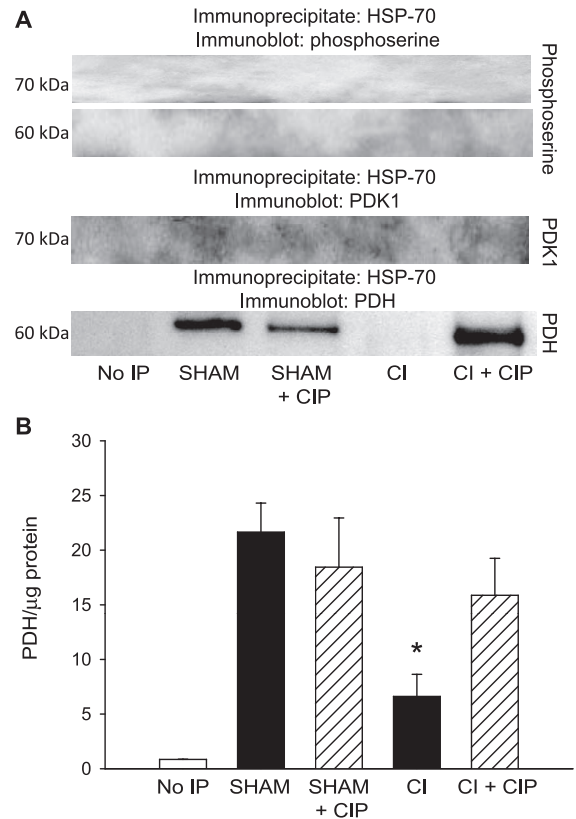 A
Immunoprecipitate: HSP-70
Immunoblot: phosphoserine
70 kDa
60 kDa
Phosphoserine
Immunoprecipitate: HSP-70
Immunoblot: PDK1
70 kDa
PDK1
Immunoprecipitate: HSP-70
Immunoblot: PDH
60 kDa
PDH
No IP SHAM SHAM CI CI + CIP
+ CIP
B
30
25
20
15
10
5
0
PDH/μg protein
*
No IP SHAM SHAM CI CI + CIP
+ CIP